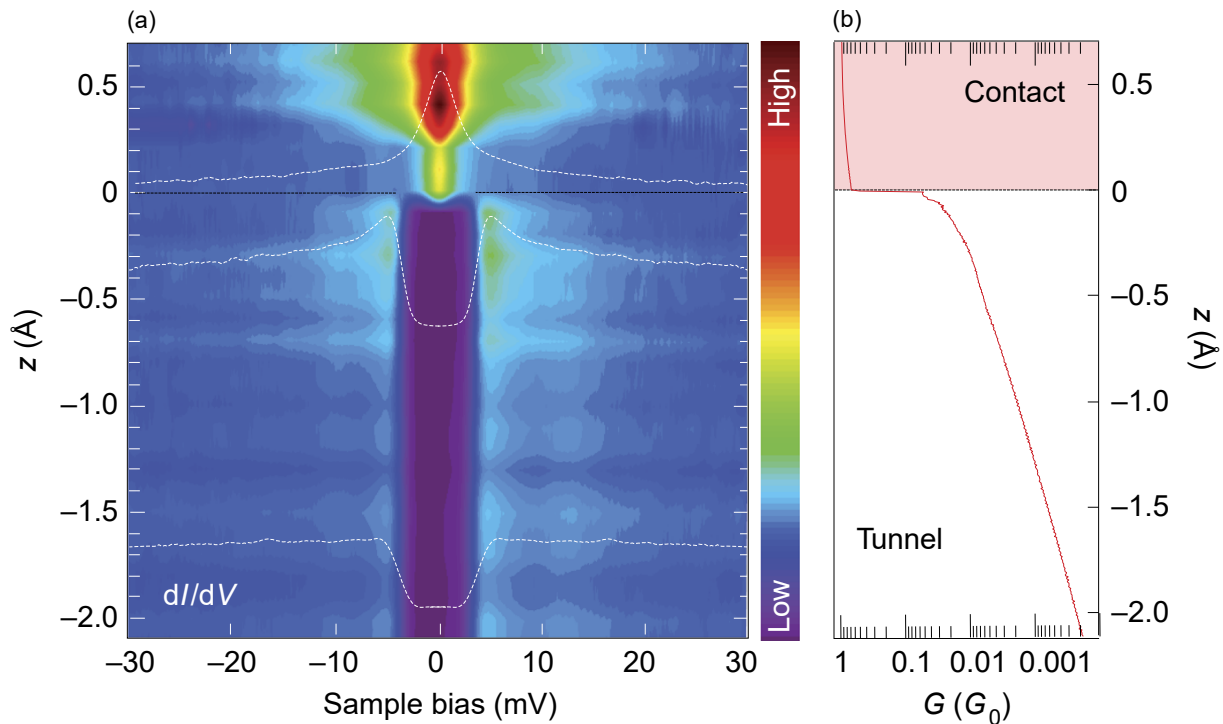 (a)
0.5
0
–0.5
–1.0
–1.5
–2.0
z (Å)
dI/dV
–30
–20
–10
0
10
20
30
Sample bias (mV)
High
Low
(b)
Contact
Tunnel
0.5
0
–0.5
–1.0
–1.5
–2.0
z (Å)
1
0.1
0.01
0.001
G (G₀)